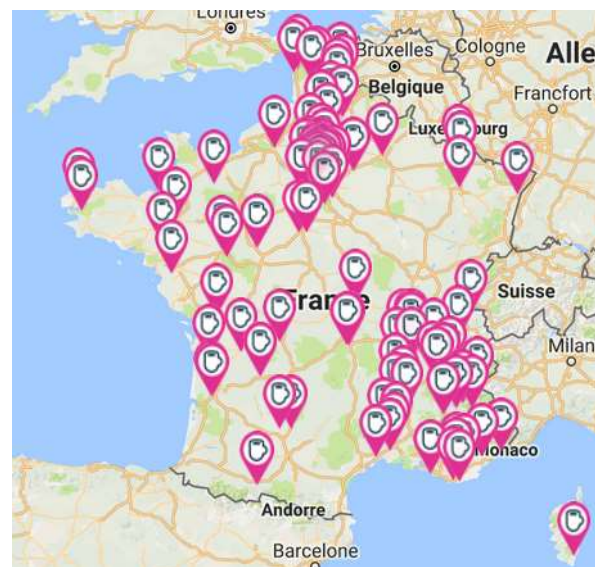 Londres
Bruxelles
Cologne
Alle
Belgique
Francfort
Luxembourg
France
Suisse
Milan
Monaco
Andorre
Barcelone